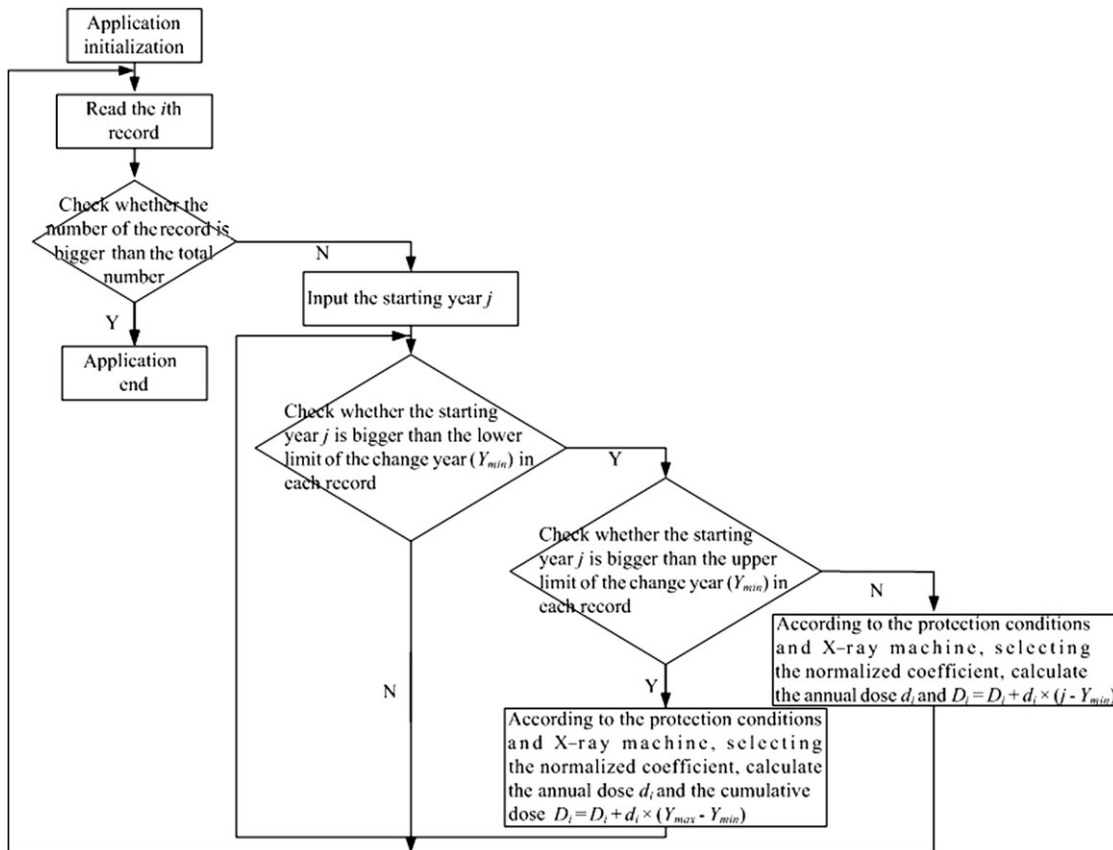 Application
initialization
Read the ith
record
Check whether the
number of the record is
bigger than the total
number
N
Y
Application
end
Input the starting year j
Check whether the starting
year j is bigger than the lower
limit of the change year (Ymin) in
each record
Y
N
Check whether the starting
year j is bigger than the upper
limit of the change year (Ymin) in
each record
N
Y
According to the protection conditions
and X-ray machine, selecting
the normalized coefficient, calculate
the annual dose di and Di = Di + di × (j - Ymin)
According to the protection conditions
and X-ray machine, selecting
the normalized coefficient, calculate
the annual dose di and the cumulative
dose Di = Di + di × (Ymax - Ymin)